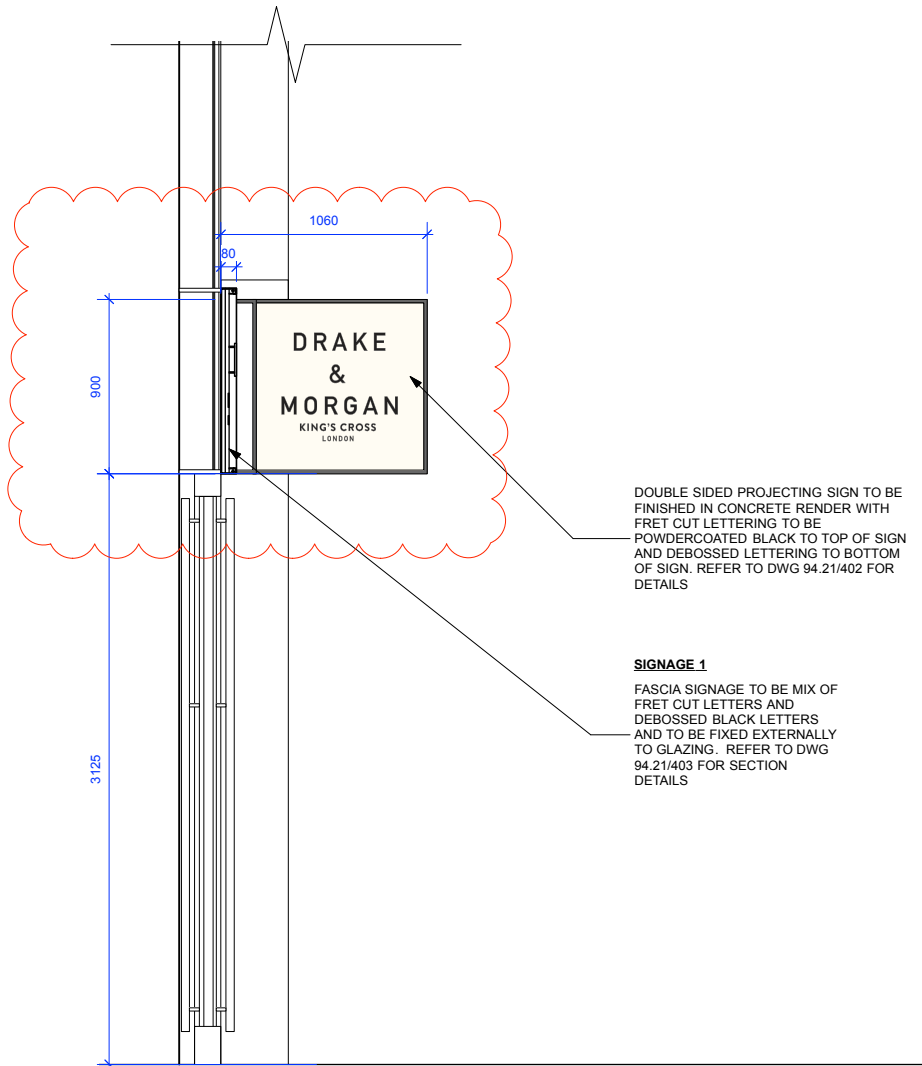 1060
80
900
DRAKE
&
MORGAN
KING'S CROSS
LONDON
DOUBLE SIDED PROJECTING SIGN TO BE
FINISHED IN CONCRETE RENDER WITH
FRET CUT LETTERING TO BE
POWDERCOATED BLACK TO TOP OF SIGN
AND DEBOSSED LETTERING TO BOTTOM
OF SIGN. REFER TO DWG 94.21/402 FOR
DETAILS
SIGNAGE 1
FASCIA SIGNAGE TO BE MIX OF
FRET CUT LETTERS AND
DEBOSSED BLACK LETTERS
AND TO BE FIXED EXTERNALLY
TO GLAZING. REFER TO DWG
94.21/403 FOR SECTION
DETAILS
3125